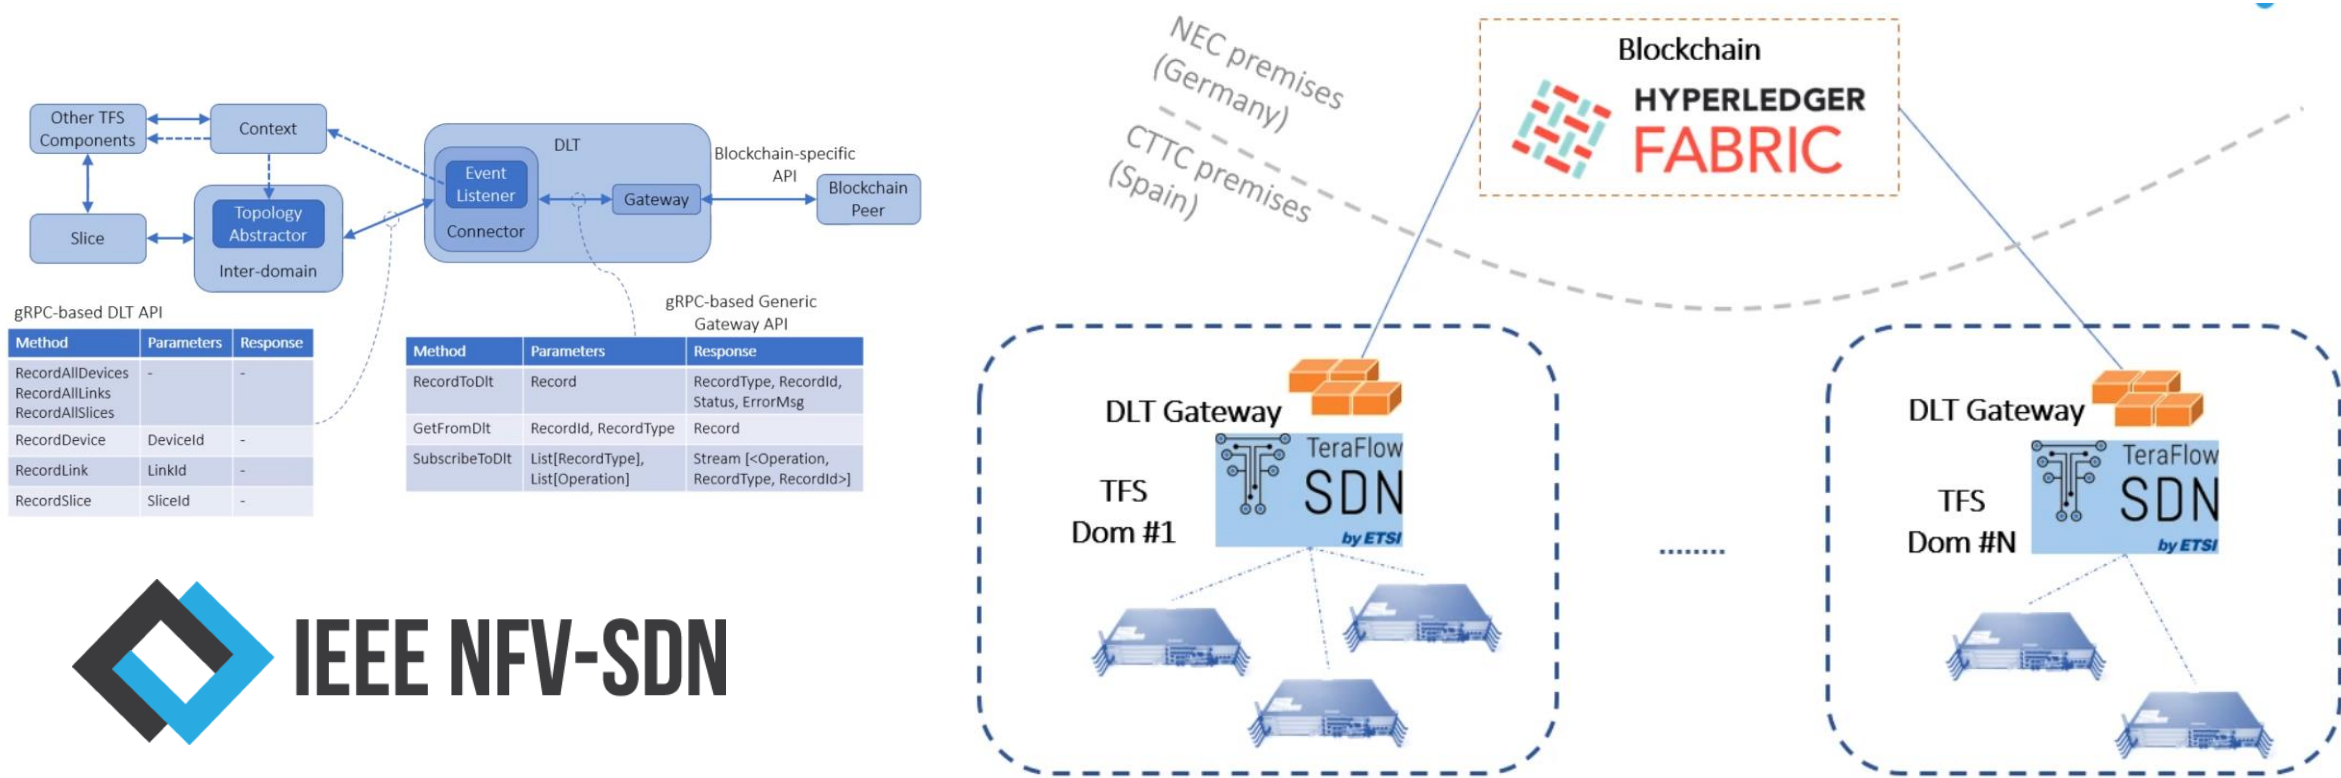 Other TFS
Components
Context
DLT
Event
Listener
Connector
Gateway
Blockchain-specific
API
Blockchain
Peer
Slice
Topology
Abstractor
Inter-domain
gRPC-based DLT API
Method Parameters Response
RecordAllDevices - -
RecordAllLinks
RecordAllSlices
RecordDevice DeviceId -
RecordLink LinkId -
RecordSlice SliceId -
gRPC-based Generic
Gateway API
Method Parameters Response
RecordToDlt Record RecordType, RecordId,
Status, ErrorMsg
GetFromDlt RecordId, RecordType Record
SubscribeToDlt List[RecordType], Stream [<Operation,
List[Operation] RecordType, RecordId>]
IEEE NFV-SDN
NEC premises
(Germany)
CTTC premises
(Spain)
Blockchain
HYPERLEDGER
FABRIC
DLT Gateway
TeraFlow
SDN
by ETSI
TFS
Dom #1
........
DLT Gateway
TeraFlow
SDN
by ETSI
TFS
Dom #N